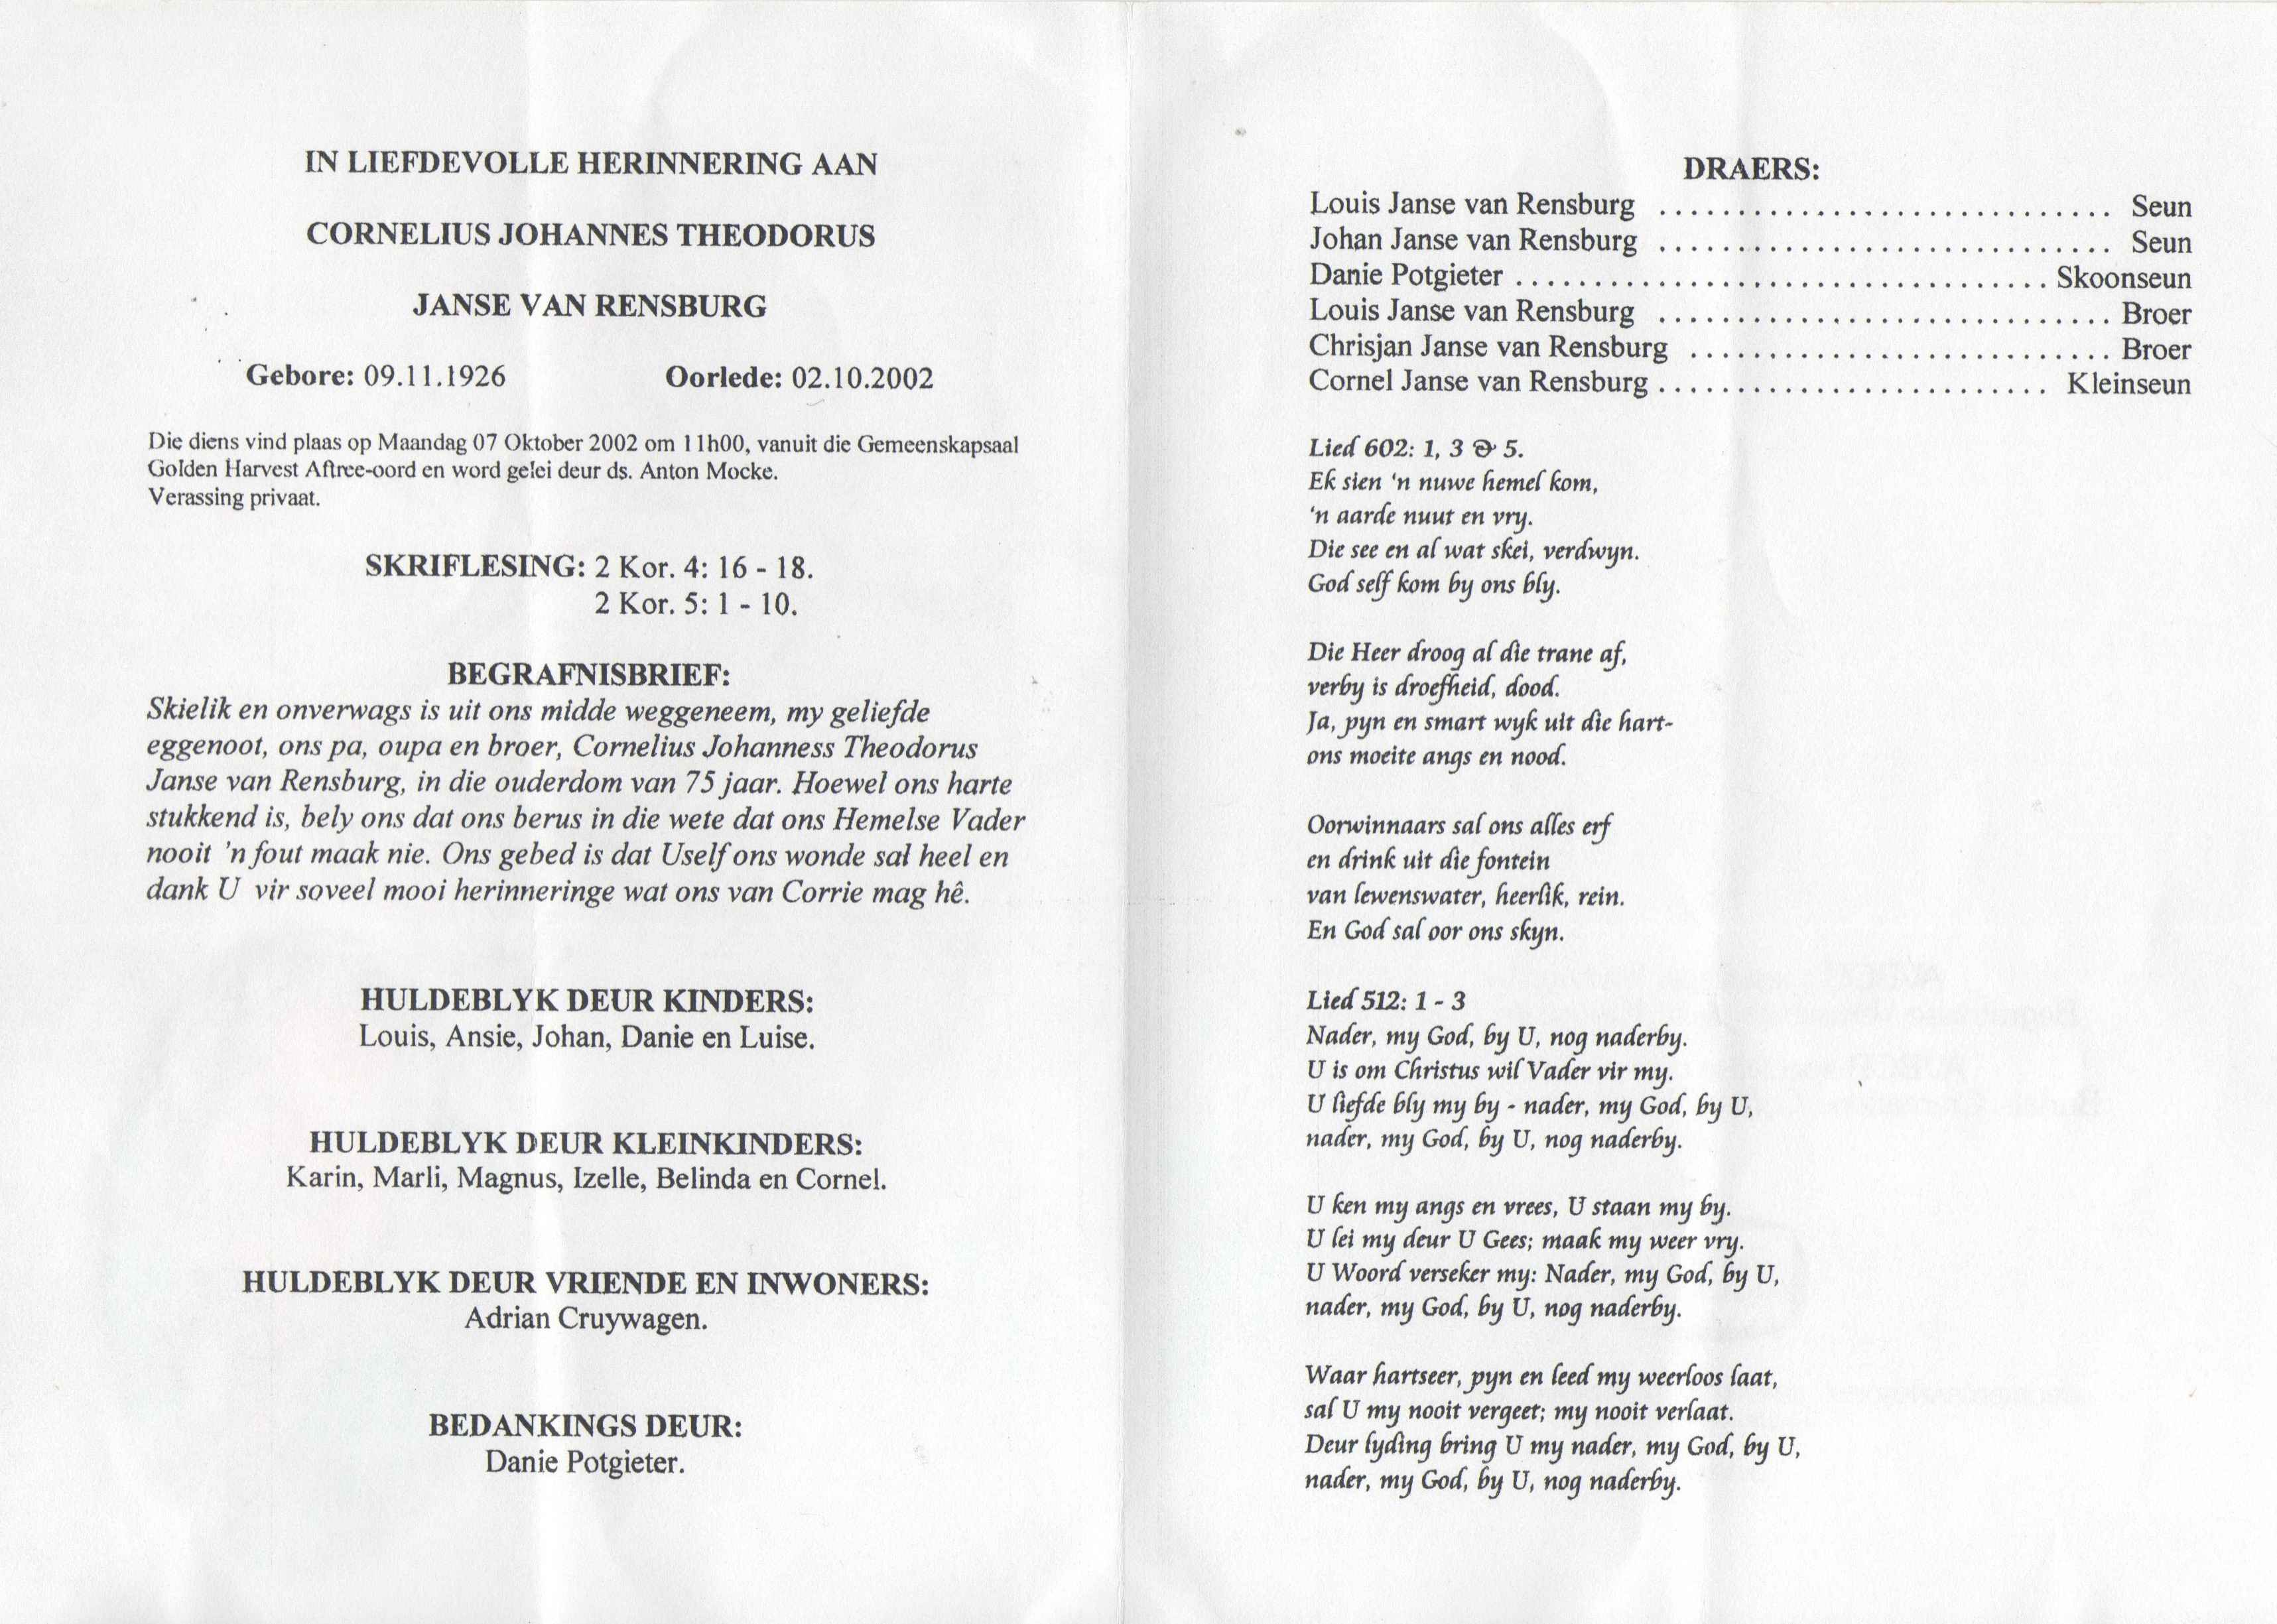 IN LIEFDEVOLLE HERINNERING AAN
CORNELIUS JOHANNES THEODORUS
JANSE VAN RENSBURG
Gebore: 09.11.1926 Oorlede: 02.10.2002
Die diens vind plaas op Maandag 07 Oktober 2002 om 11h00, vanuit die Gemeenskapsaal
Golden Harvest Aftree-oord en word gelei deur ds. Anton Mocke.
Verassing privaat.
SKRIFLESING: 2 Kor. 4: 16 - 18.
2 Kor. 5: 1 - 10.
BEGRAFNISBRIEF:
Skielik en onverwags is uit ons midde weggeneem, my geliefde
eggenoot, ons pa, oupa en broer, Cornelius Johanness Theodorus
Janse van Rensburg, in die ouderdom van 75 jaar. Hoewel ons harte
stukkend is, bely ons dat ons berus in die wete dat ons Hemelse Vader
nooit 'n fout maak nie. Ons gebed is dat Uself ons wonde sal heel en
dank U vir soveel mooi herinneringe wat ons van Corrie mag hê.
HULDEBLYK DEUR KINDERS:
Louis, Ansie, Johan, Danie en Luise.
HULDEBLYK DEUR KLEINKINDERS:
Karin, Marli, Magnus, Izelle, Belinda en Cornel.
HULDEBLYK DEUR VRIENDE EN INWONERS:
Adrian Cruywagen.
BEDANKINGS DEUR:
Danie Potgieter.
DRAERS:
Louis Janse van Rensburg ............................. Seun
Johan Janse van Rensburg ............................. Seun
Danie Potgieter .................................. Skoonseun
Louis Janse van Rensburg ............................. Broer
Chrisjan Janse van Rensburg ........................... Broer
Cornel Janse van Rensburg ......................... Kleinseun
Lied 602: 1, 3 & 5.
Ek sien 'n nuwe hemel kom,
'n aarde nuut en vry.
Die see en al wat skei, verdwyn.
God self kom by ons bly.
Die Heer droog al die trane af,
verby is droefheid, dood.
Ja, pyn en smart wyk uit die hart-
ons moeite angs en nood.
Oorwinnaars sal ons alles erf
en drink uit die fontein
van lewenswater, heerlik, rein.
En God sal oor ons skyn.
Lied 512: 1 - 3
Nader, my God, by U, nog naderby.
U is om Christus wil Vader vir my.
U liefde bly my by - nader, my God, by U,
nader, my God, by U, nog naderby.
U ken my angs en vrees, U staan my by.
U lei my deur U Gees; maak my weer vry.
U Woord verseker my: Nader, my God, by U,
nader, my God, by U, nog naderby.
Waar hartseer, pyn en leed my weerloos laat,
sal U my nooit vergeet; my nooit verlaat.
Deur lyding bring U my nader, my God, by U,
nader, my God, by U, nog naderby.